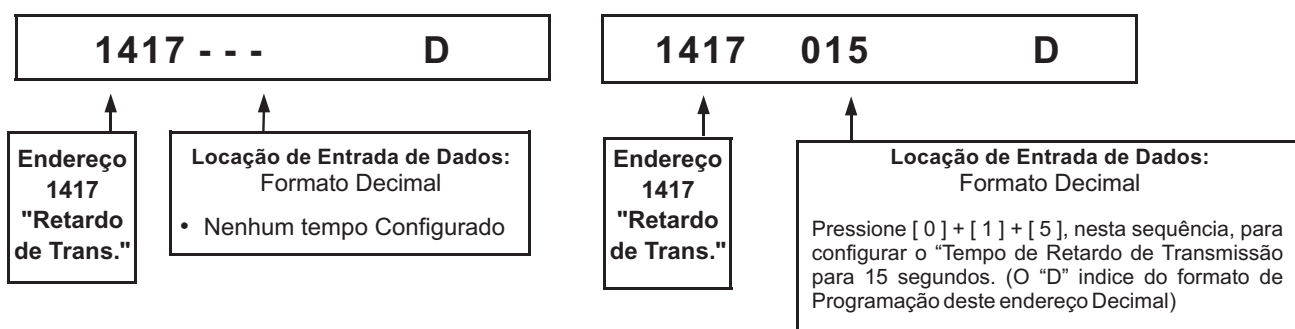 1417 - - - D
Endereço
1417
"Retardo
de Trans."
Locação de Entrada de Dados:
Formato Decimal
• Nenhum tempo Configurado
1417 015 D
Endereço
1417
"Retardo
de Trans."
Locação de Entrada de Dados:
Formato Decimal
Pressione [ 0 ] + [ 1 ] + [ 5 ], nesta sequência, para
configurar o “Tempo de Retardo de Transmissão
para 15 segundos. (O “D” indice do formato de
Programação deste endereço Decimal)